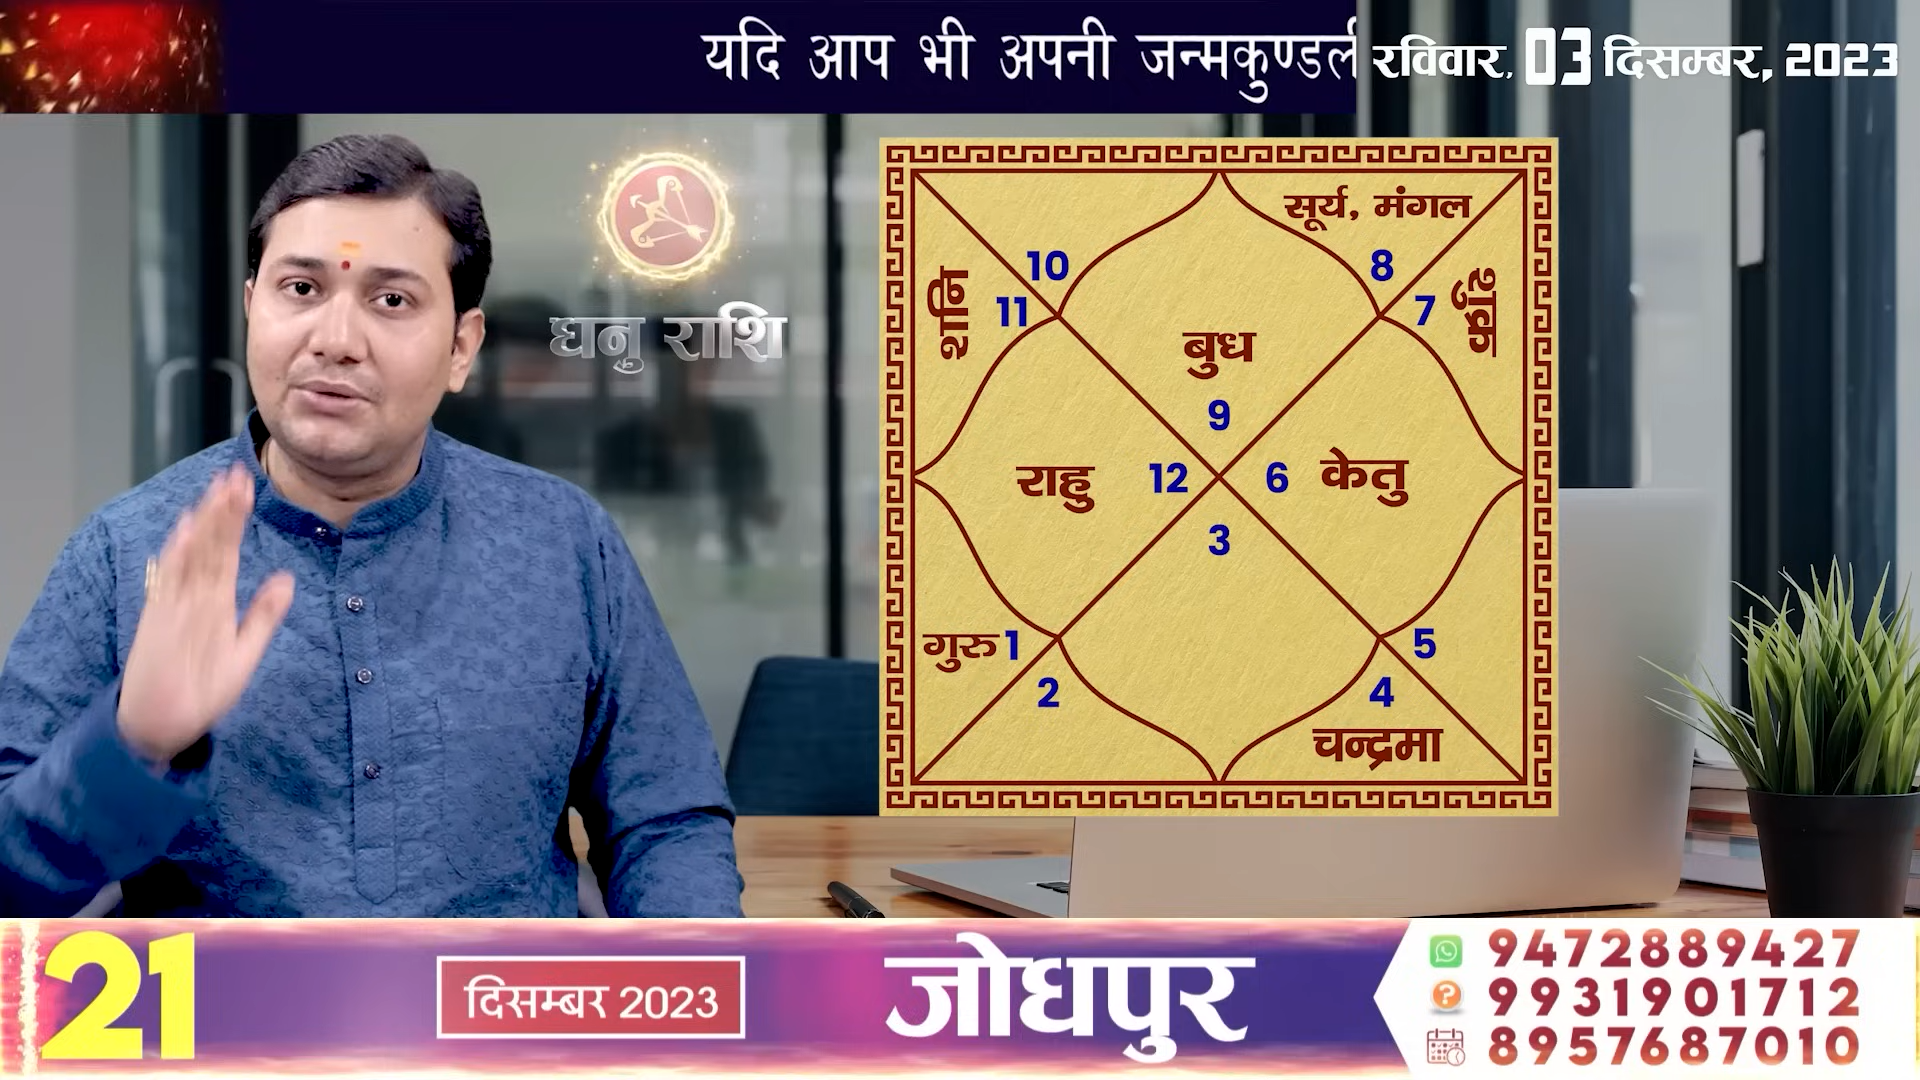 यदि आप भी अपनी जन्मकुण्डली
रविवार, 03 दिसम्बर, 2023
धनु राशि
सूर्य, मंगल
10
8
शनि
11
7
शुक्र
बुध
9
राहु
12
6
केतु
3
गुरु 1
5
2
4
चन्द्रमा
21
दिसम्बर 2023
जोधपुर
9472889427
9931901712
8957687010